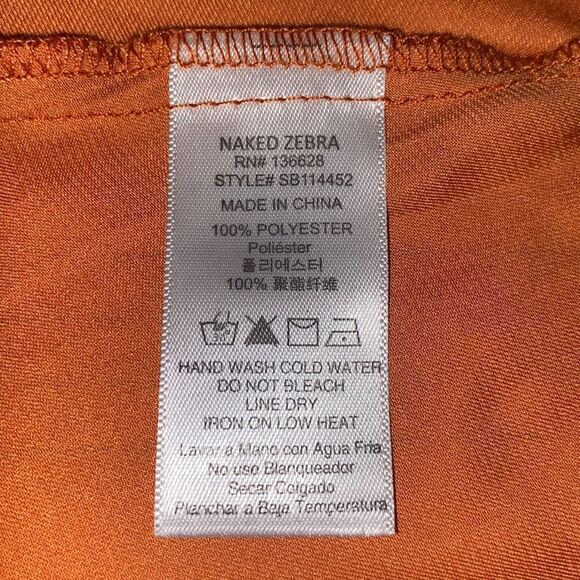 NAKED ZEBRA
RN# 136628
STYLE# SB114452
MADE IN CHINA
100% POLYESTER
Poliéster
폴리에스터
100% 聚酯纤维
HAND WASH COLD WATER
DO NOT BLEACH
LINE DRY
IRON ON LOW HEAT
Lavar a Mano con Agua Fria
No uso Blanqueador
Secar Colgado
Planchar a Baja Temperatura